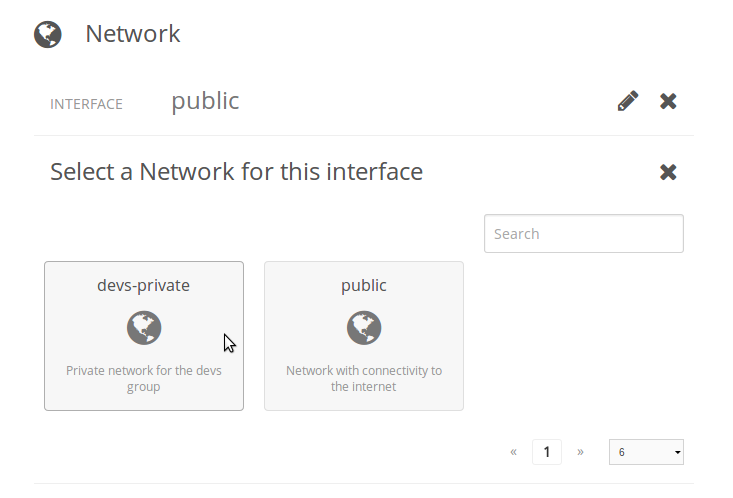 Network
INTERFACE public
Select a Network for this interface
Search
devs-private
Private network for the devs
group
public
Network with connectivity to
the internet
« 1 » 6